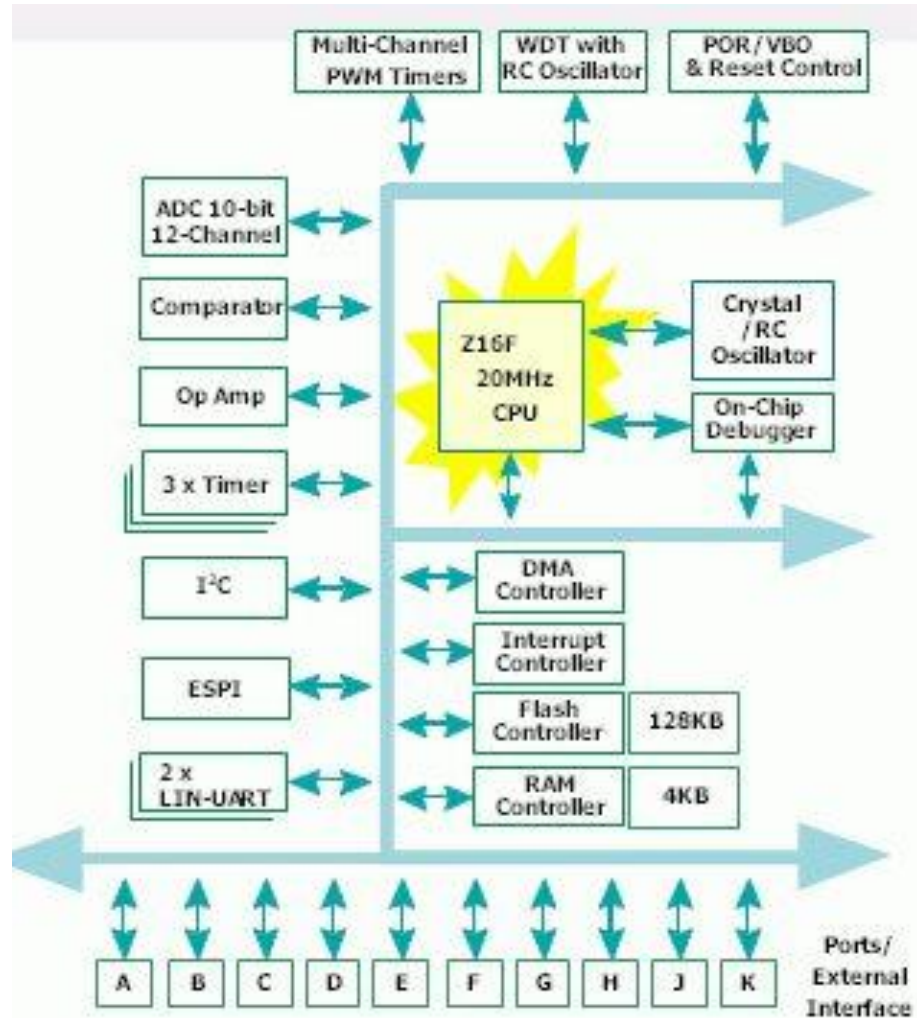 Multi-Channel
PWM Timers
WDT with
RC Oscillator
POR/VBO
& Reset Control
ADC 10-bit
12-Channel
Comparator
Op Amp
3 x Timer
I²C
ESPI
2 x
LIN-UART
Z16F
20MHz
CPU
Crystal
/RC
Oscillator
On-Chip
Debugger
DMA
Controller
Interrupt
Controller
Flash
Controller
128KB
RAM
Controller
4KB
A B C D E F G H J K
Ports/
External
Interface